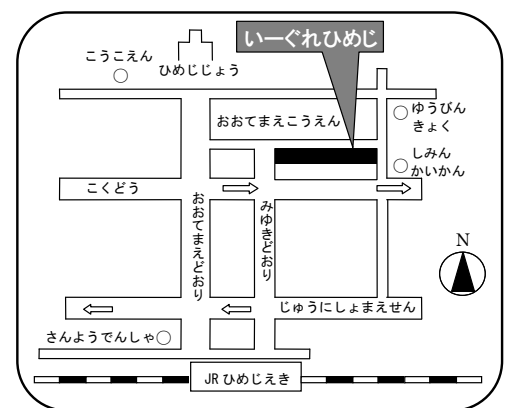 いーぐれひめじ
こうこえん
ひめじじょう
おおてまえこうえん
ゆうびん
きょく
しみん
かいかん
こくどう
おおてまえどおり
みゆきどおり
N
じゅうにしょまえせん
さんようでんしゃ
JRひめじえき